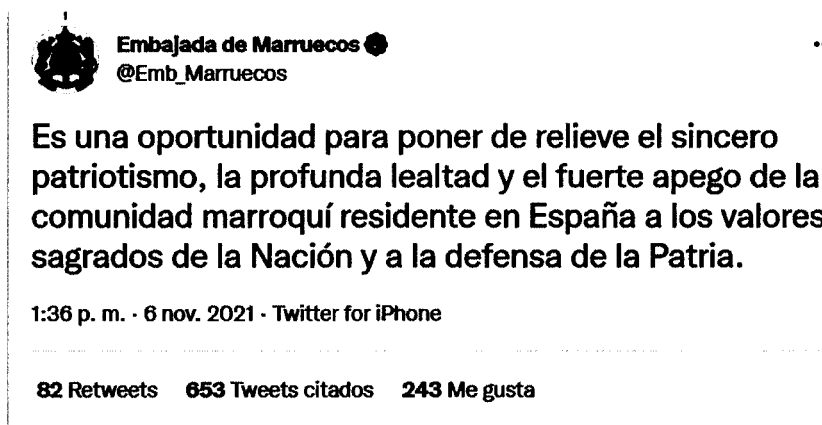 Embajada de Marruecos
@Emb_Marruecos
Es una oportunidad para poner de relieve el sincero
patriotismo, la profunda lealtad y el fuerte apego de la
comunidad marroquí residente en España a los valores
sagrados de la Nación y a la defensa de la Patria.
1:36 p. m. · 6 nov. 2021 · Twitter for iPhone
82 Retweets 653 Tweets citados 243 Me gusta